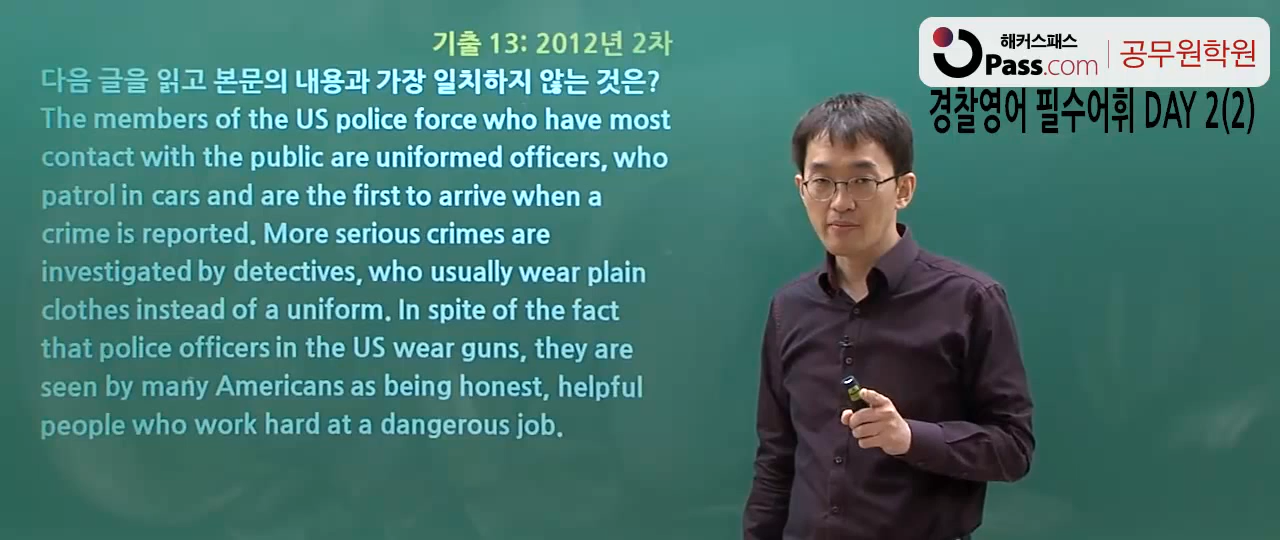 기출 13: 2012년 2차
다음 글을 읽고 본문의 내용과 가장 일치하지 않는 것은?
The members of the US police force who have most
contact with the public are uniformed officers, who
patrol in cars and are the first to arrive when a
crime is reported. More serious crimes are
investigated by detectives, who usually wear plain
clothes instead of a uniform. In spite of the fact
that police officers in the US wear guns, they are
seen by many Americans as being honest, helpful
people who work hard at a dangerous job.
해커스패스
Pass.com
공무원학원
경찰영어 필수어휘 DAY 2(2)